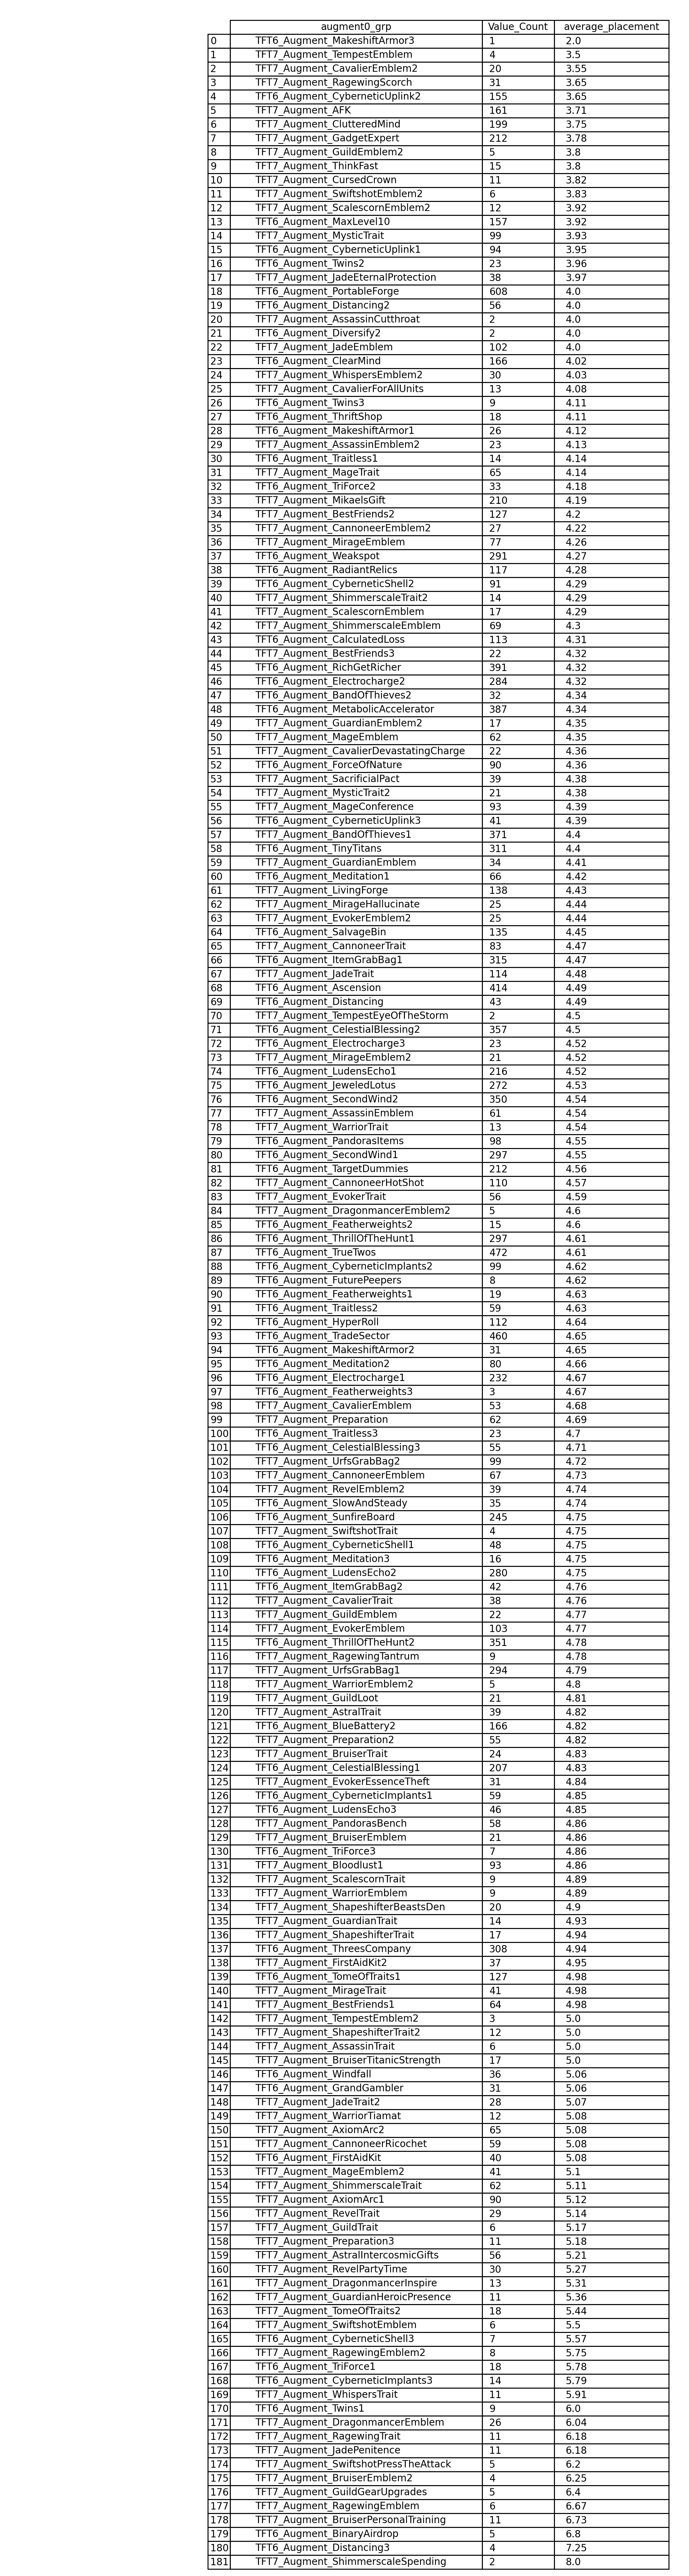 augment0_grp Value_Count average_placement
0 TFT6_Augment_MakeshiftArmor3 1 2.0
1 TFT7_Augment_TempestEmblem 4 3.5
2 TFT7_Augment_CavalierEmblem2 20 3.55
3 TFT7_Augment_RagewingScorch 31 3.65
4 TFT6_Augment_CyberneticUplink2 155 3.65
5 TFT7_Augment_AFK 161 3.71
6 TFT7_Augment_ClutteredMind 199 3.75
7 TFT7_Augment_GadgetExpert 212 3.78
8 TFT7_Augment_GuildEmblem2 5 3.8
9 TFT7_Augment_ThinkFast 15 3.8
10 TFT7_Augment_CursedCrown 11 3.82
11 TFT7_Augment_SwiftshotEmblem2 6 3.83
12 TFT7_Augment_ScalescornEmblem2 12 3.92
13 TFT6_Augment_MaxLevel10 157 3.92
14 TFT7_Augment_MysticTrait 99 3.93
15 TFT6_Augment_CyberneticUplink1 94 3.95
16 TFT6_Augment_Twins2 23 3.96
17 TFT7_Augment_JadeEternalProtection 38 3.97
18 TFT6_Augment_PortableForge 608 4.0
19 TFT6_Augment_Distancing2 56 4.0
20 TFT7_Augment_AssassinCutthroat 2 4.0
21 TFT6_Augment_Diversify2 2 4.0
22 TFT7_Augment_JadeEmblem 102 4.0
23 TFT6_Augment_ClearMind 166 4.02
24 TFT7_Augment_WhispersEmblem2 30 4.03
25 TFT7_Augment_CavalierForAllUnits 13 4.08
26 TFT6_Augment_Twins3 9 4.11
27 TFT6_Augment_ThriftShop 18 4.11
28 TFT6_Augment_MakeshiftArmor1 26 4.12
29 TFT7_Augment_AssassinEmblem2 23 4.13
30 TFT6_Augment_Traitless1 14 4.14
31 TFT7_Augment_MageTrait 65 4.14
32 TFT6_Augment_TriForce2 33 4.18
33 TFT7_Augment_MikaelsGift 210 4.19
34 TFT7_Augment_BestFriends2 127 4.2
35 TFT7_Augment_CannoneerEmblem2 27 4.22
36 TFT7_Augment_MirageEmblem 77 4.26
37 TFT6_Augment_Weakspot 291 4.27
38 TFT6_Augment_RadiantRelics 117 4.28
39 TFT6_Augment_CyberneticShell2 91 4.29
40 TFT7_Augment_ShimmerscaleTrait2 14 4.29
41 TFT7_Augment_ScalescornEmblem 17 4.29
42 TFT7_Augment_ShimmerscaleEmblem 69 4.3
43 TFT6_Augment_CalculatedLoss 113 4.31
44 TFT7_Augment_BestFriends3 22 4.32
45 TFT6_Augment_RichGetRicher 391 4.32
46 TFT6_Augment_Electrocharge2 284 4.32
47 TFT6_Augment_BandOfThieves2 32 4.34
48 TFT6_Augment_MetabolicAccelerator 387 4.34
49 TFT7_Augment_GuardianEmblem2 17 4.35
50 TFT7_Augment_MageEmblem 62 4.35
51 TFT7_Augment_CavalierDevastatingCharge 22 4.36
52 TFT6_Augment_ForceOfNature 90 4.36
53 TFT7_Augment_SacrificialPact 39 4.38
54 TFT7_Augment_MysticTrait2 21 4.38
55 TFT7_Augment_MageConference 93 4.39
56 TFT6_Augment_CyberneticUplink3 41 4.39
57 TFT7_Augment_BandOfThieves1 371 4.4
58 TFT6_Augment_TinyTitans 311 4.4
59 TFT7_Augment_GuardianEmblem 34 4.41
60 TFT6_Augment_Meditation1 66 4.42
61 TFT7_Augment_LivingForge 138 4.43
62 TFT7_Augment_MirageHallucinate 25 4.44
63 TFT7_Augment_EvokerEmblem2 25 4.44
64 TFT6_Augment_SalvageBin 135 4.45
65 TFT7_Augment_CannoneerTrait 83 4.47
66 TFT6_Augment_ItemGrabBag1 315 4.47
67 TFT7_Augment_JadeTrait 114 4.48
68 TFT6_Augment_Ascension 414 4.49
69 TFT6_Augment_Distancing 43 4.49
70 TFT7_Augment_TempestEyeOfTheStorm 2 4.5
71 TFT6_Augment_CelestialBlessing2 357 4.5
72 TFT6_Augment_Electrocharge3 23 4.52
73 TFT7_Augment_MirageEmblem2 21 4.52
74 TFT6_Augment_LudensEcho1 216 4.52
75 TFT6_Augment_JeweledLotus 272 4.53
76 TFT6_Augment_SecondWind2 350 4.54
77 TFT7_Augment_AssassinEmblem 61 4.54
78 TFT7_Augment_WarriorTrait 13 4.54
79 TFT6_Augment_PandorasItems 98 4.55
80 TFT6_Augment_SecondWind1 297 4.55
81 TFT6_Augment_TargetDummies 212 4.56
82 TFT7_Augment_CannoneerHotShot 110 4.57
83 TFT7_Augment_EvokerTrait 56 4.59
84 TFT7_Augment_DragonmancerEmblem2 5 4.6
85 TFT6_Augment_Featherweights2 15 4.6
86 TFT6_Augment_ThrillOfTheHunt1 297 4.61
87 TFT6_Augment_TrueTwos 472 4.61
88 TFT6_Augment_CyberneticImplants2 99 4.62
89 TFT6_Augment_FuturePeepers 8 4.62
90 TFT6_Augment_Featherweights1 19 4.63
91 TFT6_Augment_Traitless2 59 4.63
92 TFT6_Augment_HyperRoll 112 4.64
93 TFT6_Augment_TradeSector 460 4.65
94 TFT6_Augment_MakeshiftArmor2 31 4.65
95 TFT6_Augment_Meditation2 80 4.66
96 TFT6_Augment_Electrocharge1 232 4.67
97 TFT6_Augment_Featherweights3 3 4.67
98 TFT7_Augment_CavalierEmblem 53 4.68
99 TFT7_Augment_Preparation 62 4.69
100 TFT6_Augment_Traitless3 23 4.7
101 TFT6_Augment_CelestialBlessing3 55 4.71
102 TFT7_Augment_UrfsGrabBag2 99 4.72
103 TFT7_Augment_CannoneerEmblem 67 4.73
104 TFT7_Augment_RevelEmblem2 39 4.74
105 TFT6_Augment_SlowAndSteady 35 4.74
106 TFT6_Augment_SunfireBoard 245 4.75
107 TFT7_Augment_SwiftshotTrait 4 4.75
108 TFT6_Augment_CyberneticShell1 48 4.75
109 TFT6_Augment_Meditation3 16 4.75
110 TFT6_Augment_LudensEcho2 280 4.75
111 TFT6_Augment_ItemGrabBag2 42 4.76
112 TFT7_Augment_CavalierTrait 38 4.76
113 TFT7_Augment_GuildEmblem 22 4.77
114 TFT7_Augment_EvokerEmblem 103 4.77
115 TFT6_Augment_ThrillOfTheHunt2 351 4.78
116 TFT7_Augment_RagewingTantrum 9 4.78
117 TFT7_Augment_UrfsGrabBag1 294 4.79
118 TFT7_Augment_WarriorEmblem2 5 4.8
119 TFT7_Augment_GuildLoot 21 4.81
120 TFT7_Augment_AstralTrait 39 4.82
121 TFT6_Augment_BlueBattery2 166 4.82
122 TFT7_Augment_Preparation2 55 4.82
123 TFT7_Augment_BruiserTrait 24 4.83
124 TFT6_Augment_CelestialBlessing1 207 4.83
125 TFT7_Augment_EvokerEssenceTheft 31 4.84
126 TFT6_Augment_CyberneticImplants1 59 4.85
127 TFT6_Augment_LudensEcho3 46 4.85
128 TFT7_Augment_PandorasBench 58 4.86
129 TFT7_Augment_BruiserEmblem 21 4.86
130 TFT6_Augment_TriForce3 7 4.86
131 TFT7_Augment_Bloodlust1 93 4.86
132 TFT7_Augment_ScalescornTrait 9 4.89
133 TFT7_Augment_WarriorEmblem 9 4.89
134 TFT7_Augment_ShapeshifterBeastsDen 20 4.9
135 TFT7_Augment_GuardianTrait 14 4.93
136 TFT7_Augment_ShapeshifterTrait 17 4.94
137 TFT6_Augment_ThreesCompany 308 4.94
138 TFT7_Augment_FirstAidKit2 37 4.95
139 TFT6_Augment_TomeOfTraits1 127 4.98
140 TFT7_Augment_MirageTrait 41 4.98
141 TFT7_Augment_BestFriends1 64 4.98
142 TFT7_Augment_TempestEmblem2 3 5.0
143 TFT7_Augment_ShapeshifterTrait2 12 5.0
144 TFT7_Augment_AssassinTrait 6 5.0
145 TFT7_Augment_BruiserTitanicStrength 17 5.0
146 TFT6_Augment_Windfall 36 5.06
147 TFT6_Augment_GrandGambler 31 5.06
148 TFT7_Augment_JadeTrait2 28 5.07
149 TFT7_Augment_WarriorTiamat 12 5.08
150 TFT7_Augment_AxiomArc2 65 5.08
151 TFT7_Augment_CannoneerRicochet 59 5.08
152 TFT6_Augment_FirstAidKit 40 5.08
153 TFT7_Augment_MageEmblem2 41 5.1
154 TFT7_Augment_ShimmerscaleTrait 62 5.11
155 TFT7_Augment_AxiomArc1 90 5.12
156 TFT7_Augment_RevelTrait 29 5.14
157 TFT7_Augment_GuildTrait 6 5.17
158 TFT7_Augment_Preparation3 11 5.18
159 TFT7_Augment_AstralIntercosmicGifts 56 5.21
160 TFT7_Augment_RevelPartyTime 30 5.27
161 TFT7_Augment_DragonmancerInspire 13 5.31
162 TFT7_Augment_GuardianHeroicPresence 11 5.36
163 TFT6_Augment_TomeOfTraits2 18 5.44
164 TFT7_Augment_SwiftshotEmblem 6 5.5
165 TFT6_Augment_CyberneticShell3 7 5.57
166 TFT7_Augment_RagewingEmblem2 8 5.75
167 TFT6_Augment_TriForce1 18 5.78
168 TFT6_Augment_CyberneticImplants3 14 5.79
169 TFT7_Augment_WhispersTrait 11 5.91
170 TFT6_Augment_Twins1 9 6.0
171 TFT7_Augment_DragonmancerEmblem 26 6.04
172 TFT7_Augment_RagewingTrait 11 6.18
173 TFT7_Augment_JadePenitence 11 6.18
174 TFT7_Augment_SwiftshotPressTheAttack 5 6.2
175 TFT7_Augment_BruiserEmblem2 4 6.25
176 TFT7_Augment_GuildGearUpgrades 5 6.4
177 TFT7_Augment_RagewingEmblem 6 6.67
178 TFT7_Augment_BruiserPersonalTraining 11 6.73
179 TFT6_Augment_BinaryAirdrop 5 6.8
180 TFT6_Augment_Distancing3 4 7.25
181 TFT7_Augment_ShimmerscaleSpending 2 8.0